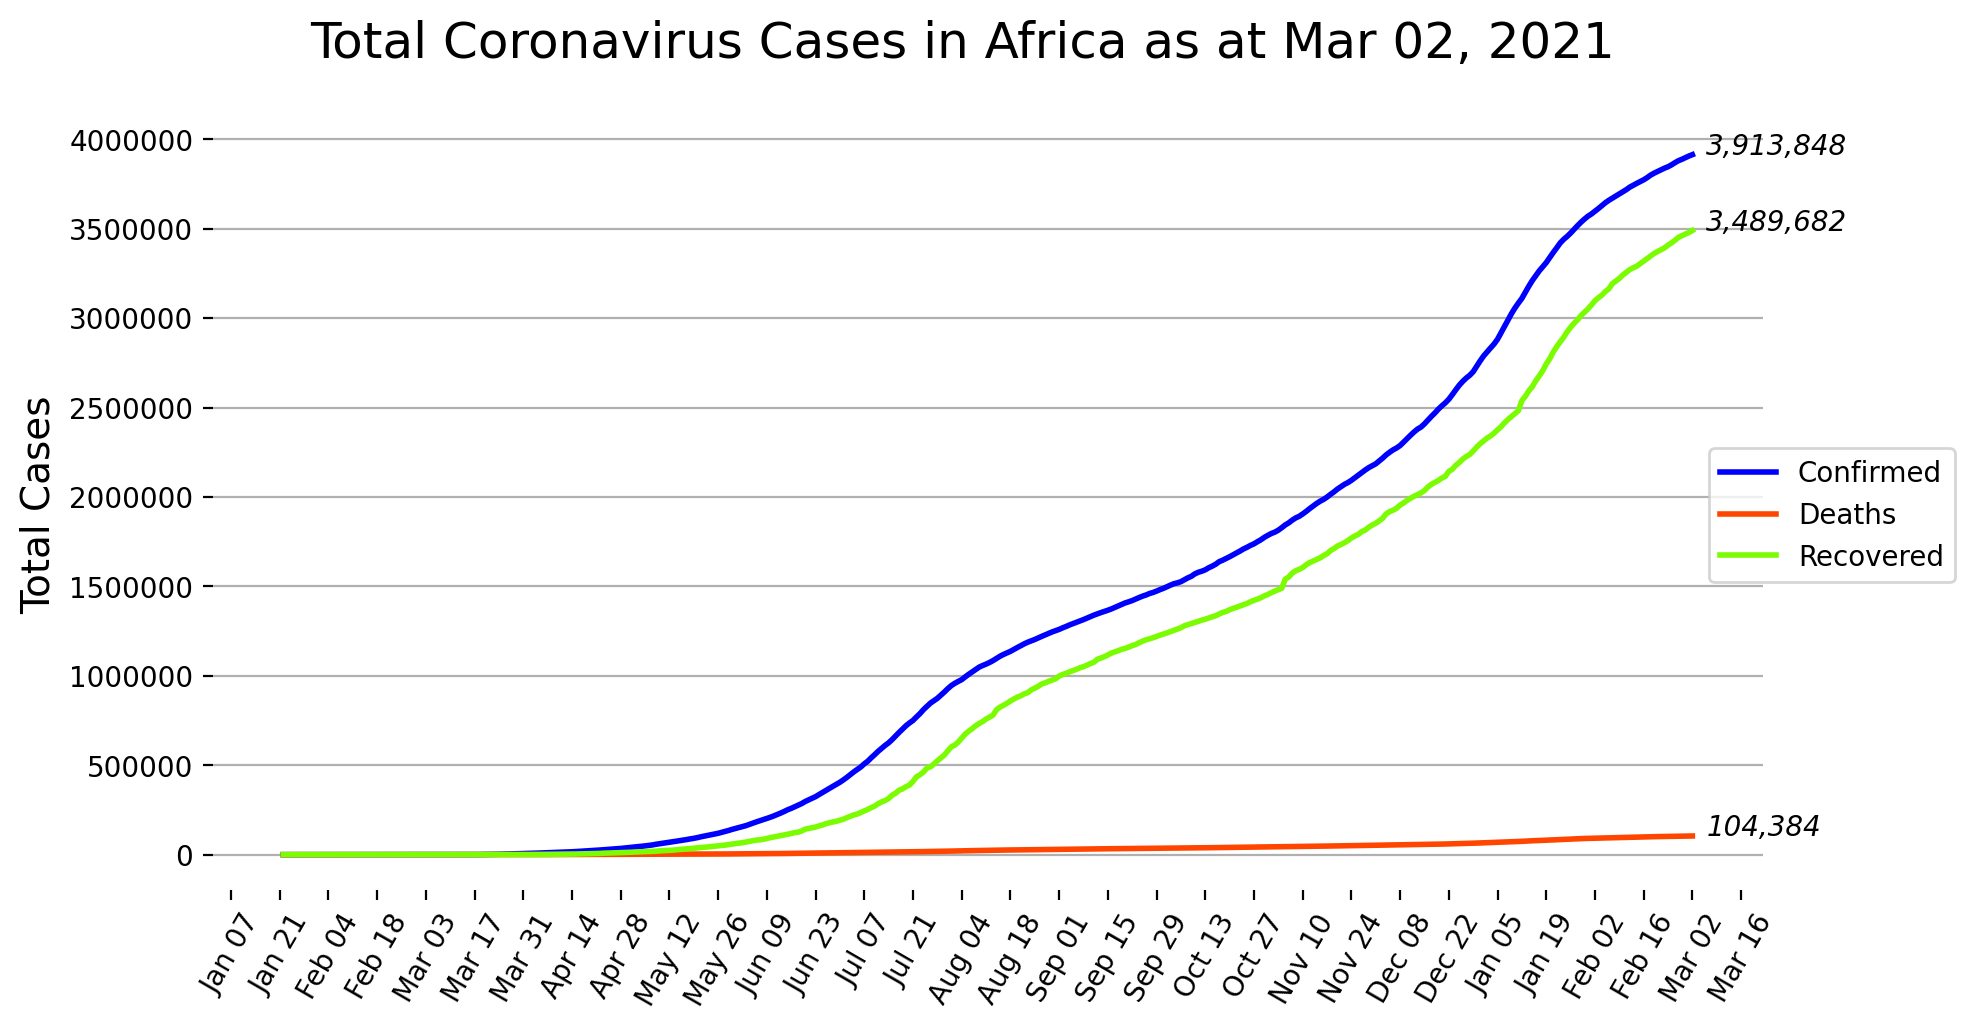 Total Coronavirus Cases in Africa as at Mar 02, 2021
Total Cases
4000000
3500000
3000000
2500000
2000000
1500000
1000000
500000
0
3,913,848
3,489,682
104,384
Confirmed
Deaths
Recovered
Jan 07
Jan 21
Feb 04
Feb 18
Mar 03
Mar 17
Mar 31
Apr 14
Apr 28
May 12
May 26
Jun 09
Jun 23
Jul 07
Jul 21
Aug 04
Aug 18
Aug 01
Sep 15
Sep 29
Sep 13
Oct 27
Oct 10
Nov 24
Nov 08
Dec 22
Dec 05
Jan 19
Jan 02
Feb 16
Feb 02
Mar 16